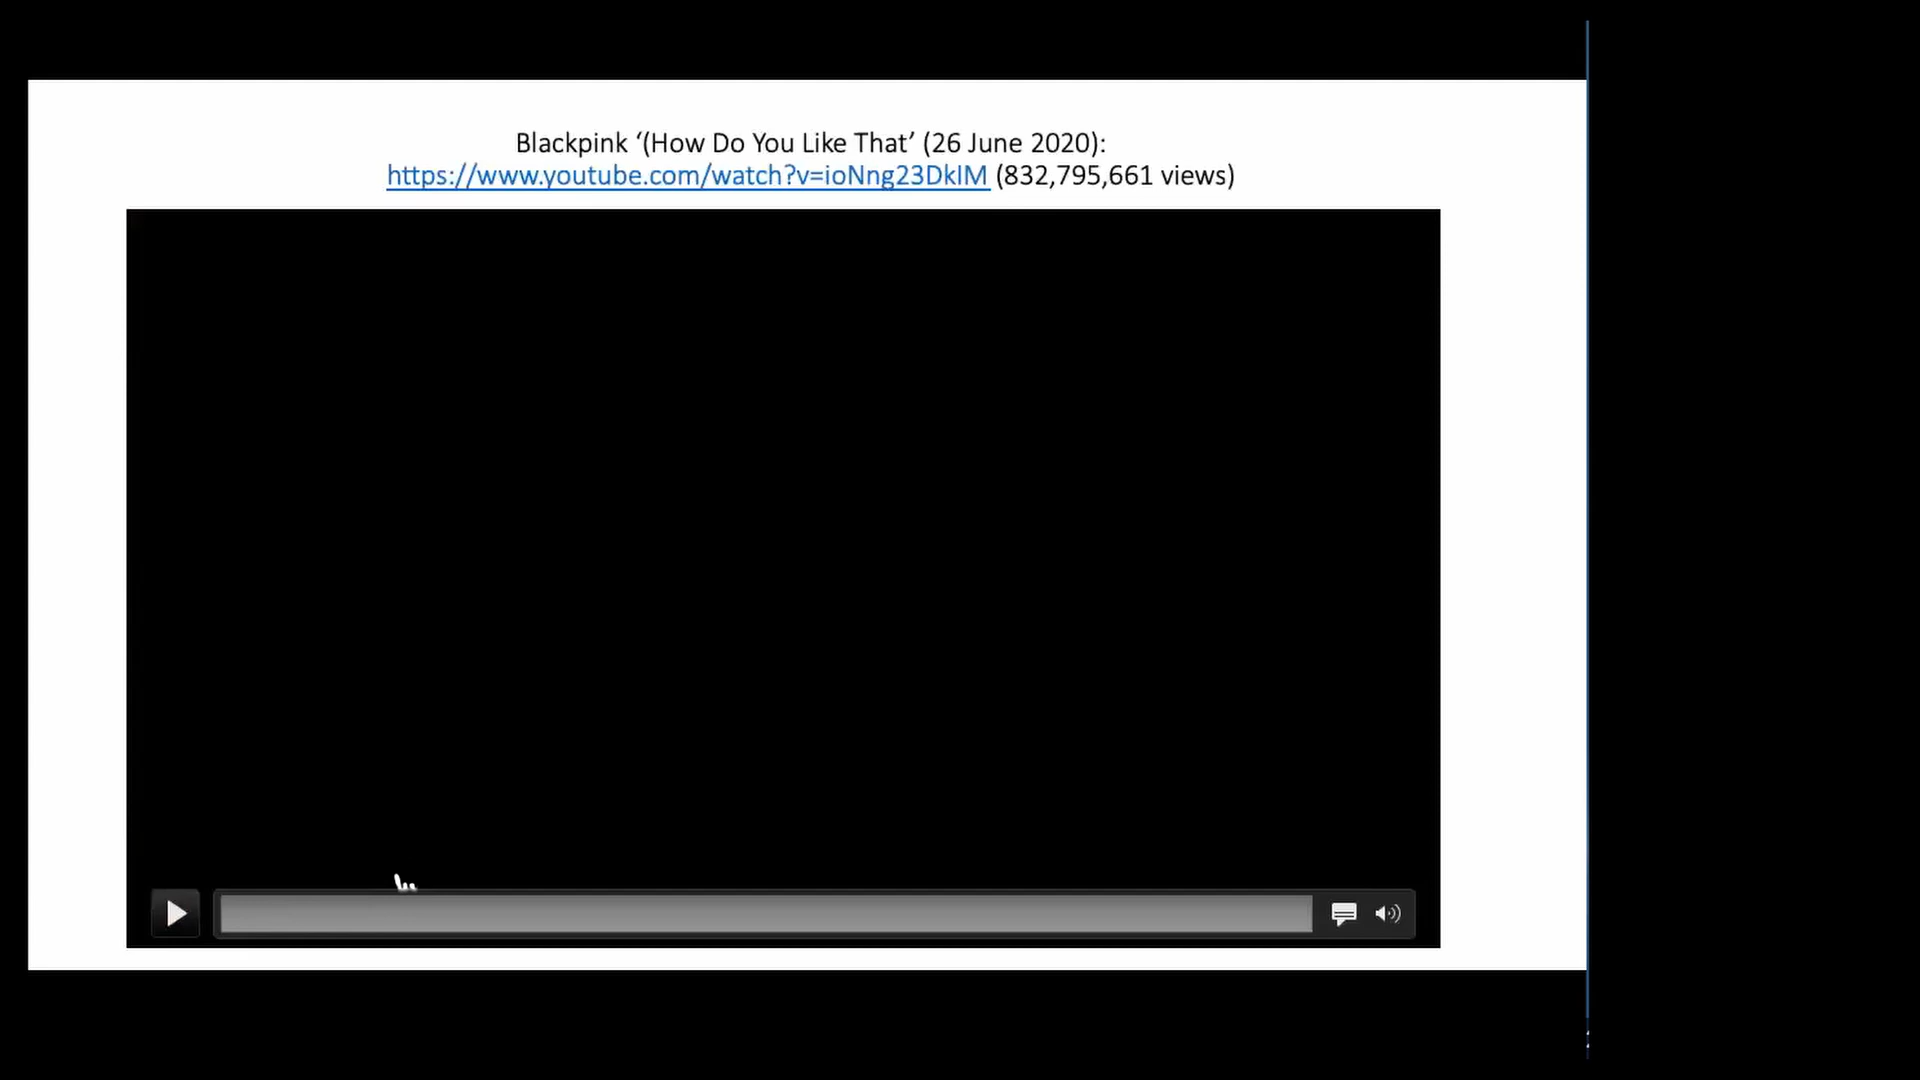 Blackpink ‘(How Do You Like That’ (26 June 2020):
https://www.youtube.com/watch?v=ioNng23DkIM (832,795,661 views)